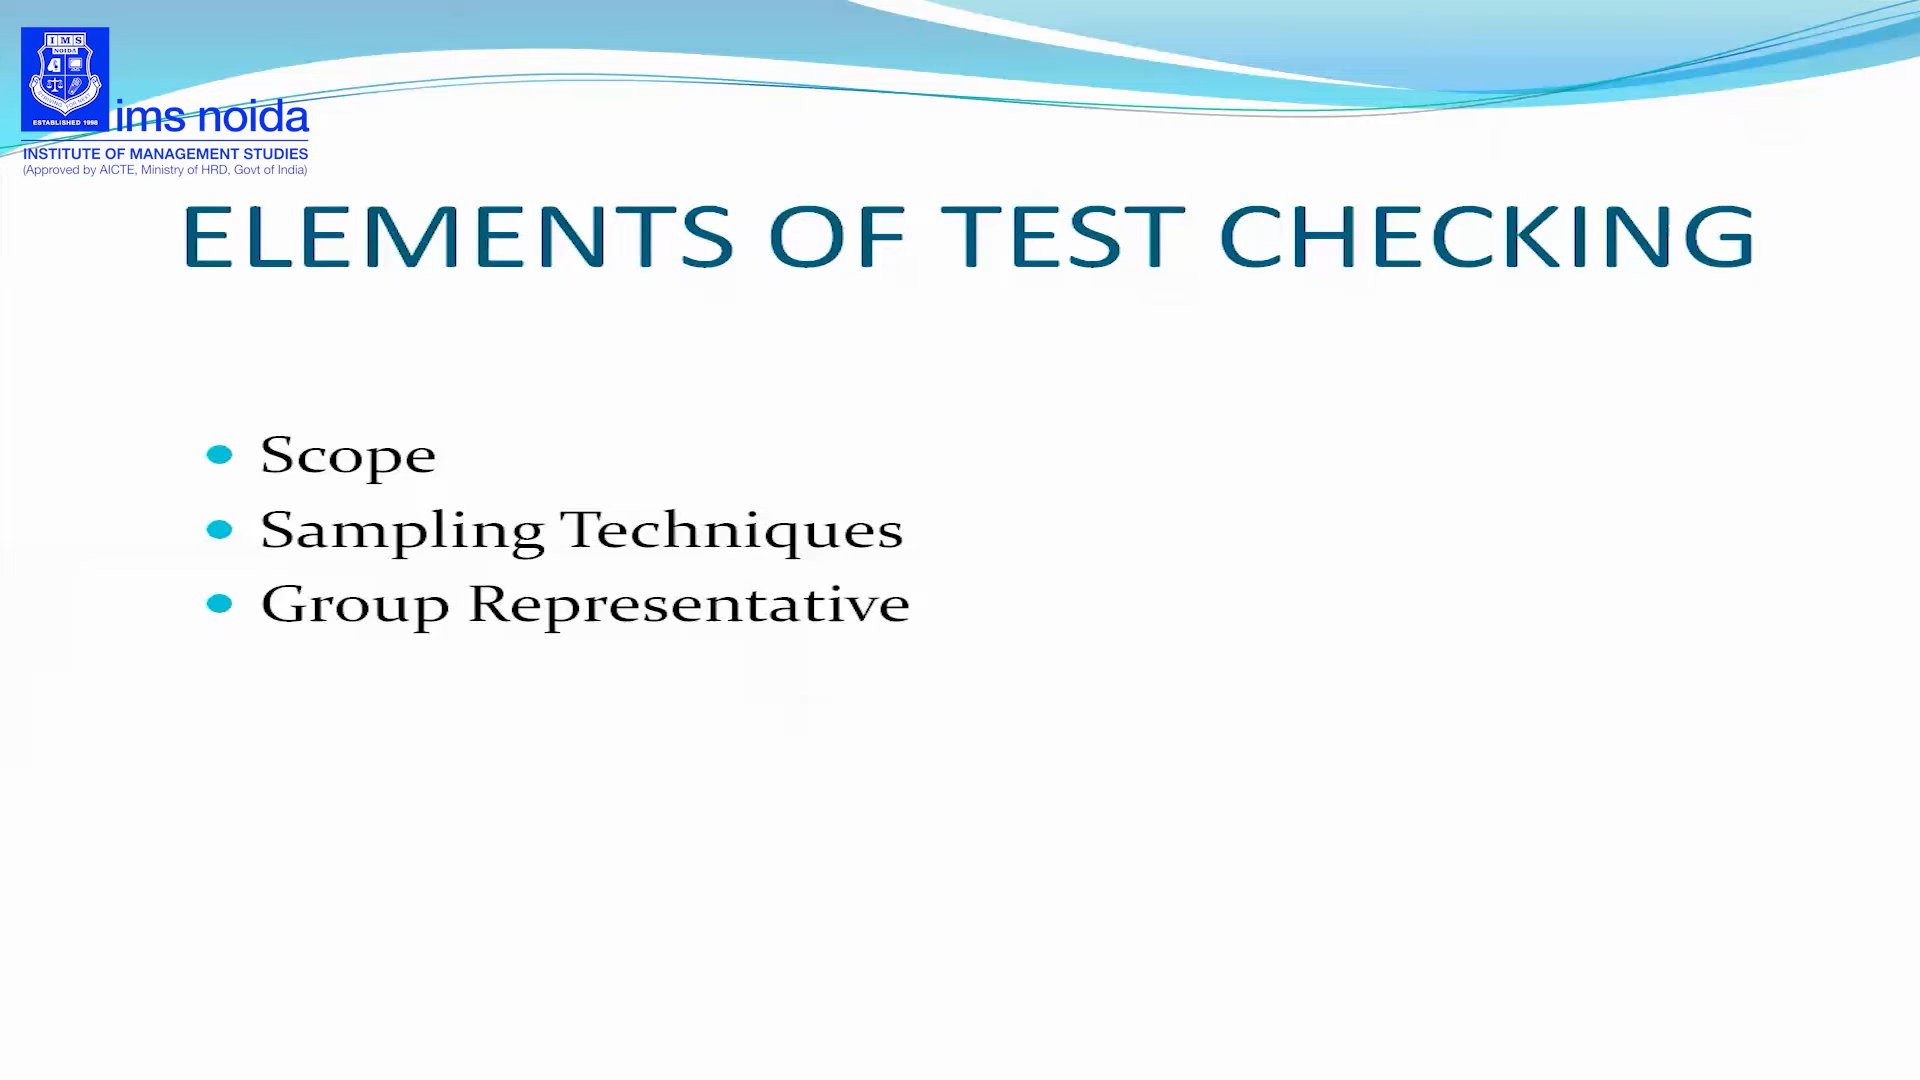 IMS
NOIDA
ESTABLISHED 1998
ims noida
INSTITUTE OF MANAGEMENT STUDIES
(Approved by AICTE, Ministry of HRD, Govt of India)
ELEMENTS OF TEST CHECKING
Scope
Sampling Techniques
Group Representative